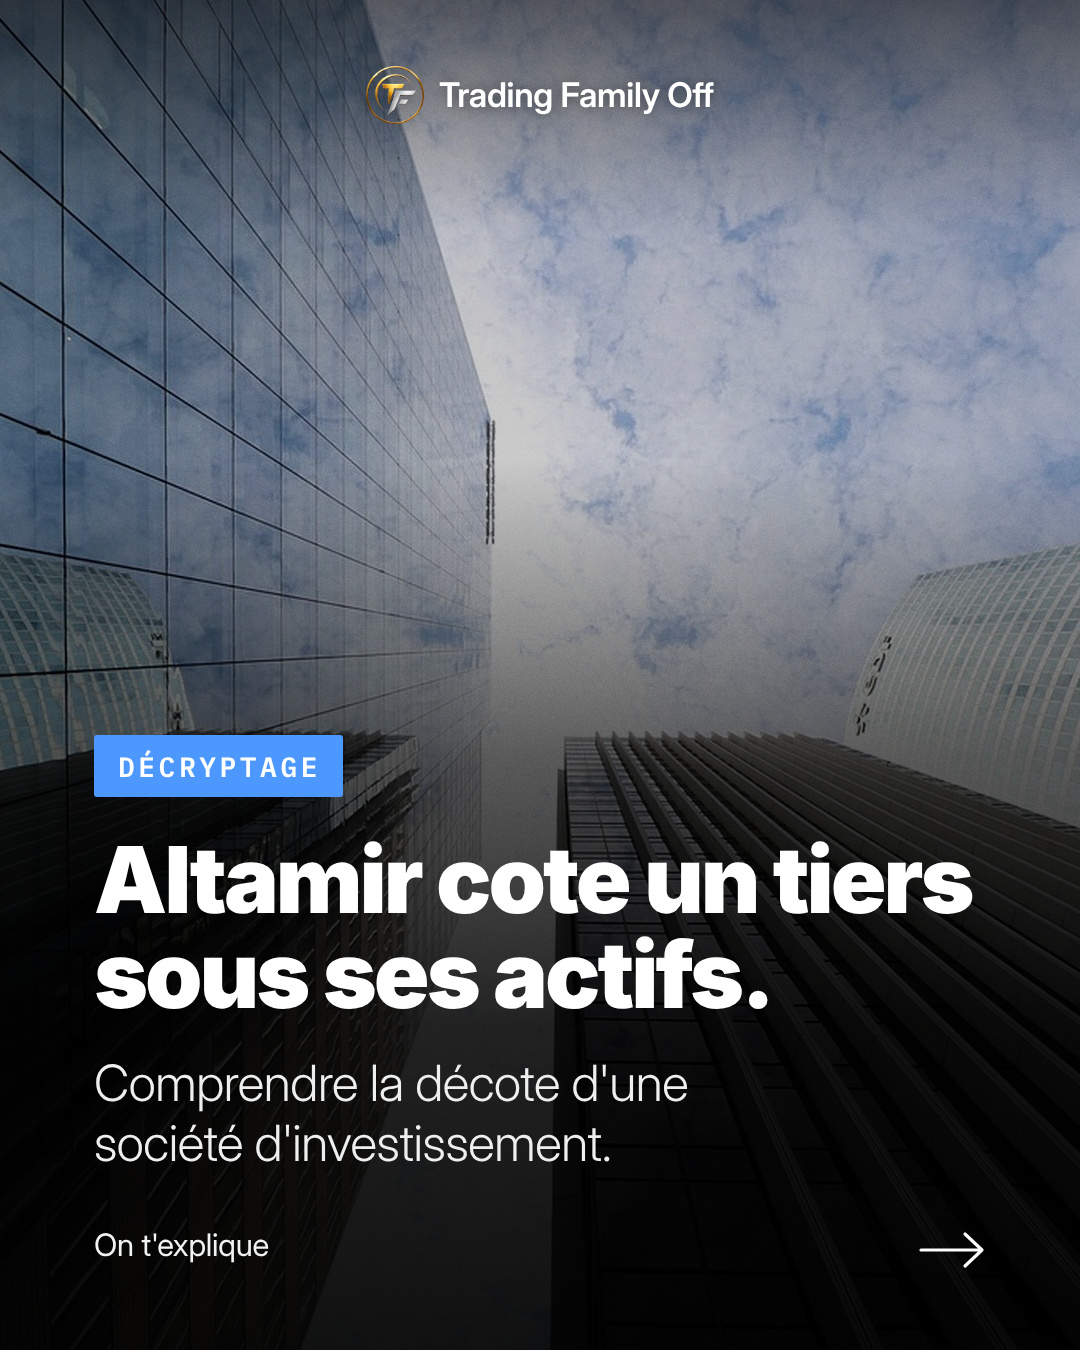 TF Trading Family Off
DÉCRYPTAGE
Altamir cote un tiers
sous ses actifs.
Comprendre la décote d'une
société d'investissement.
On t'explique